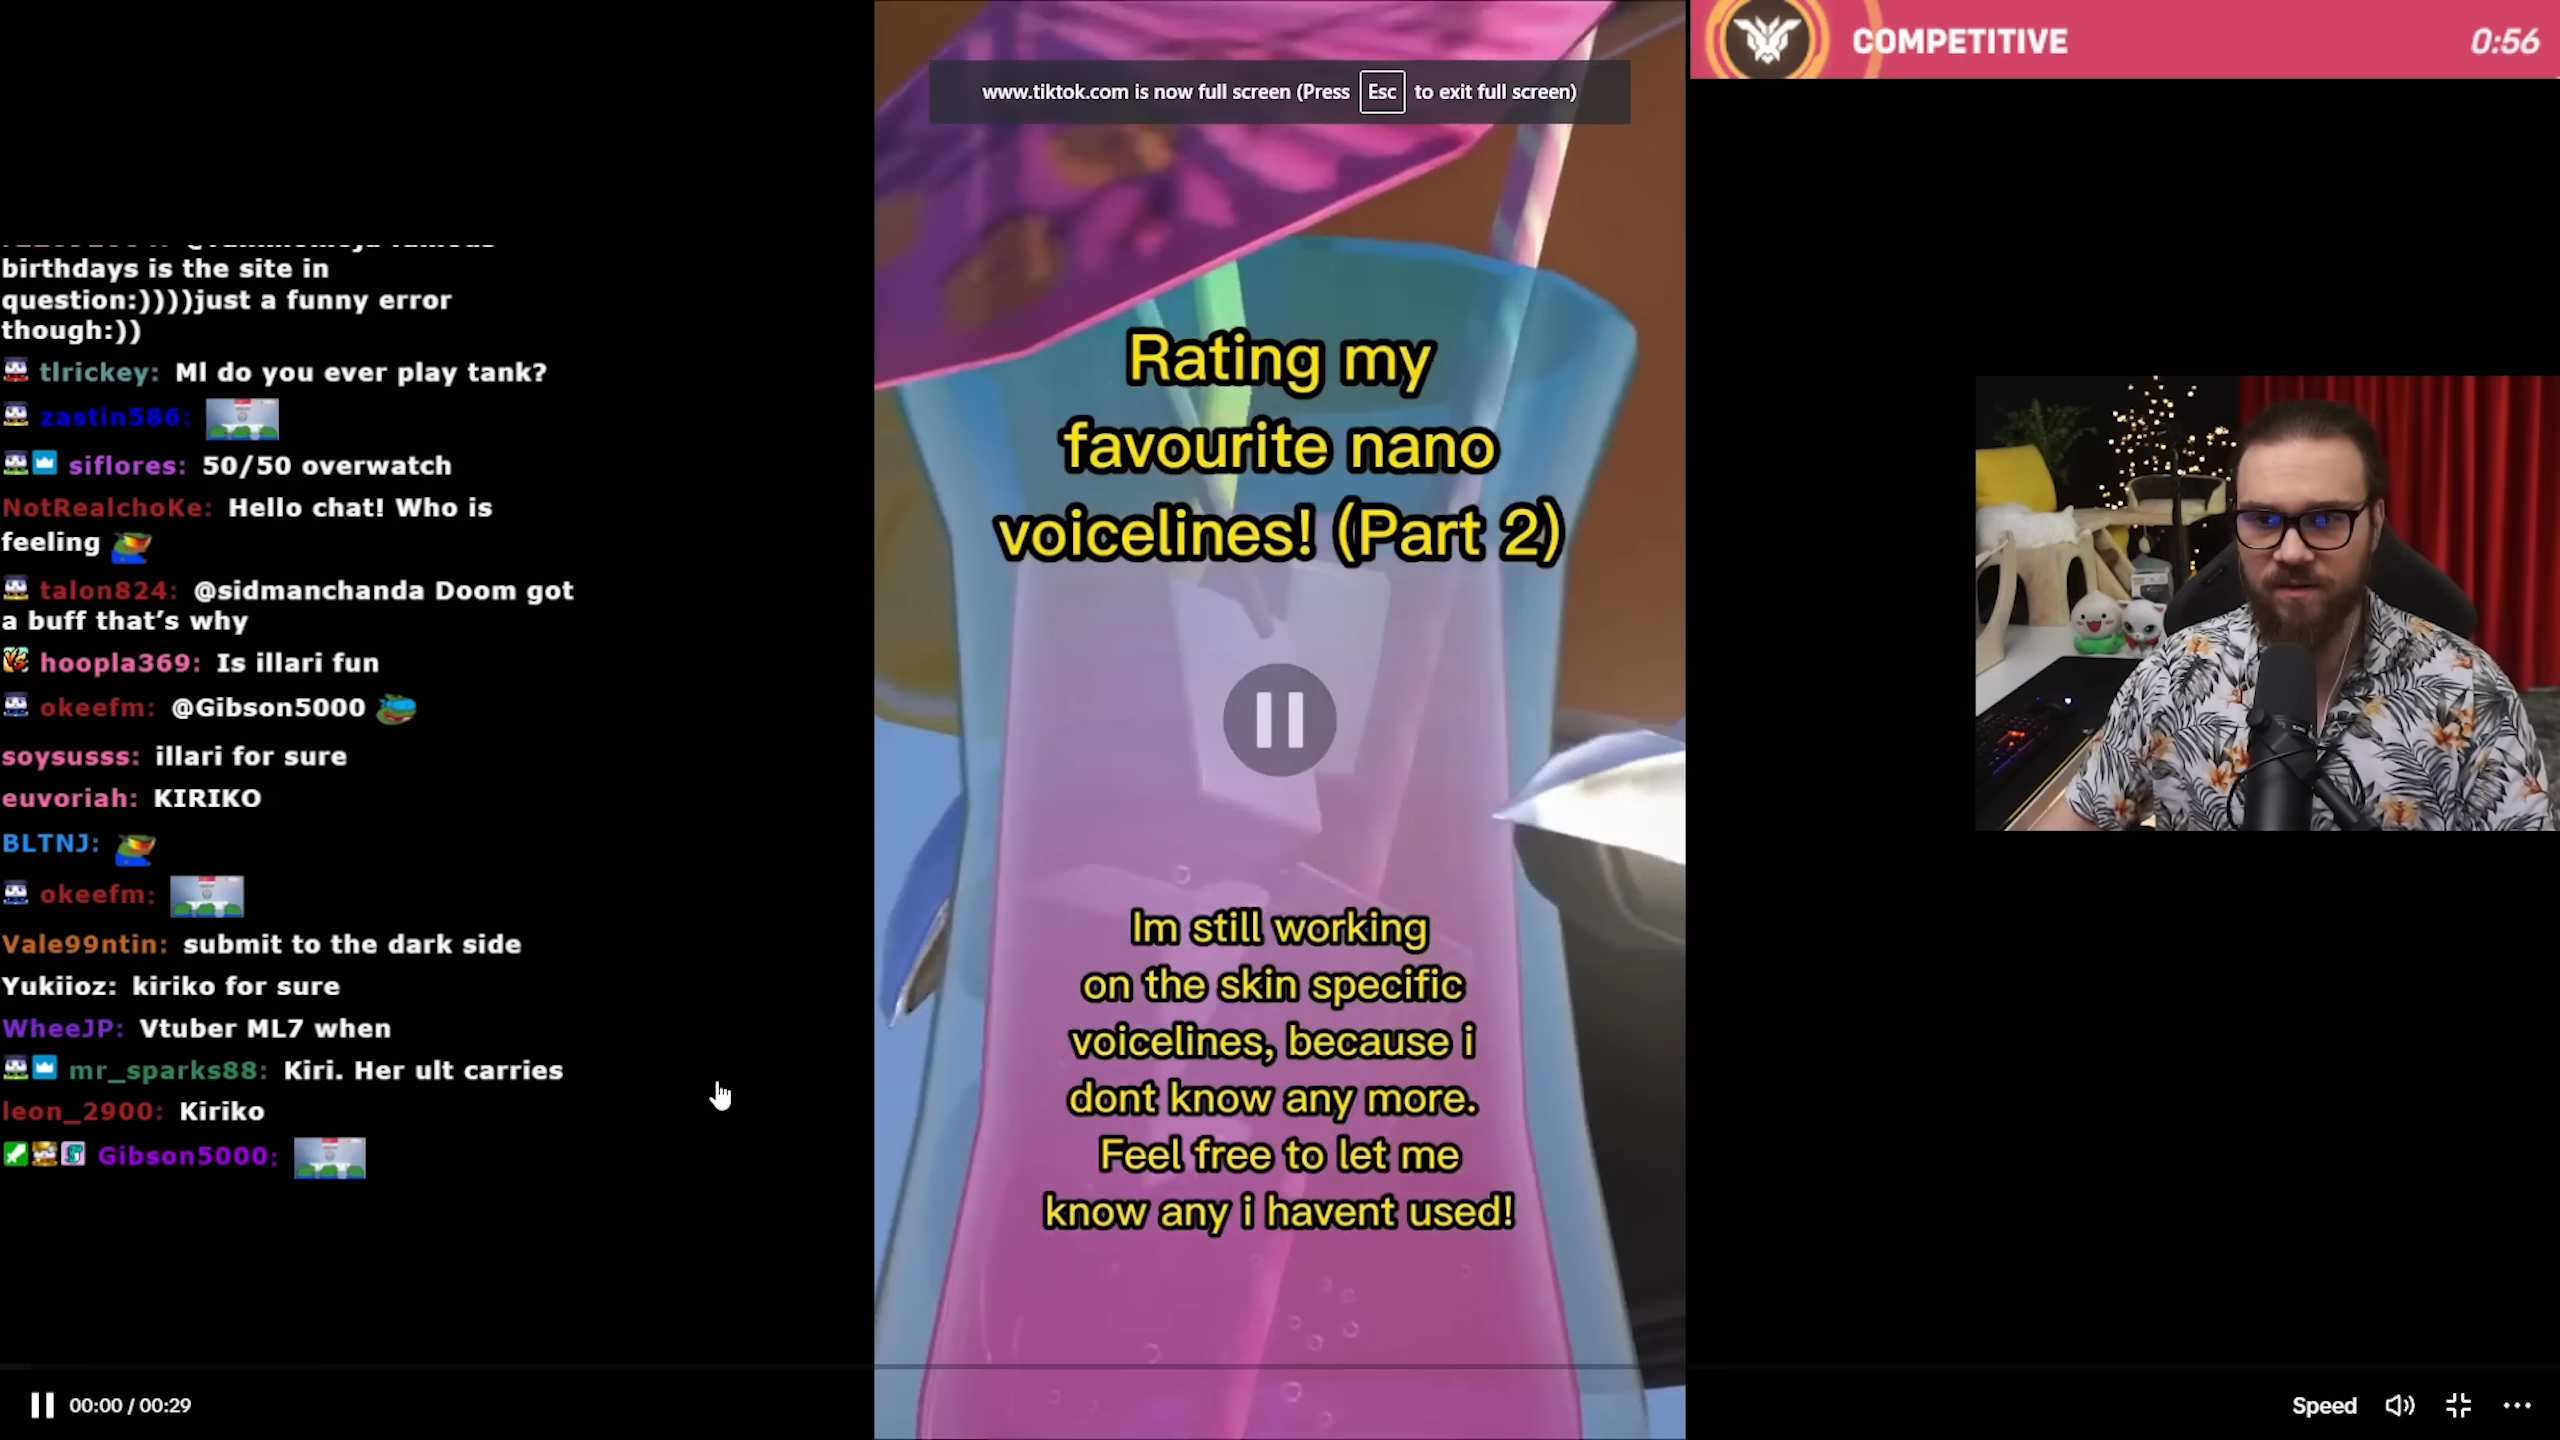 birthdays is the site in
question:))))just a funny error
though:))
tlrickey: Ml do you ever play tank?
zastin586:
siflores: 50/50 overwatch
NotRealchoKe: Hello chat! Who is
feeling
talon824: @sidmanchanda Doom got
a buff that’s why
hoopla369: Is illari fun
okeefm: @Gibson5000
soysusss: illari for sure
euvoriah: KIRIKO
BLTNJ:
okeefm:
Vale99ntin: submit to the dark side
Yukiioz: kiriko for sure
WheeJP: Vtuber ML7 when
mr_sparks88: Kiri. Her ult carries
leon_2900: Kiriko
Gibson5000:
www.tiktok.com is now full screen (Press Esc to exit full screen)
Rating my
favourite nano
voicelines! (Part 2)
Im still working
on the skin specific
voicelines, because i
dont know any more.
Feel free to let me
know any i havent used!
COMPETITIVE
0:56
00:00 / 00:29
Speed